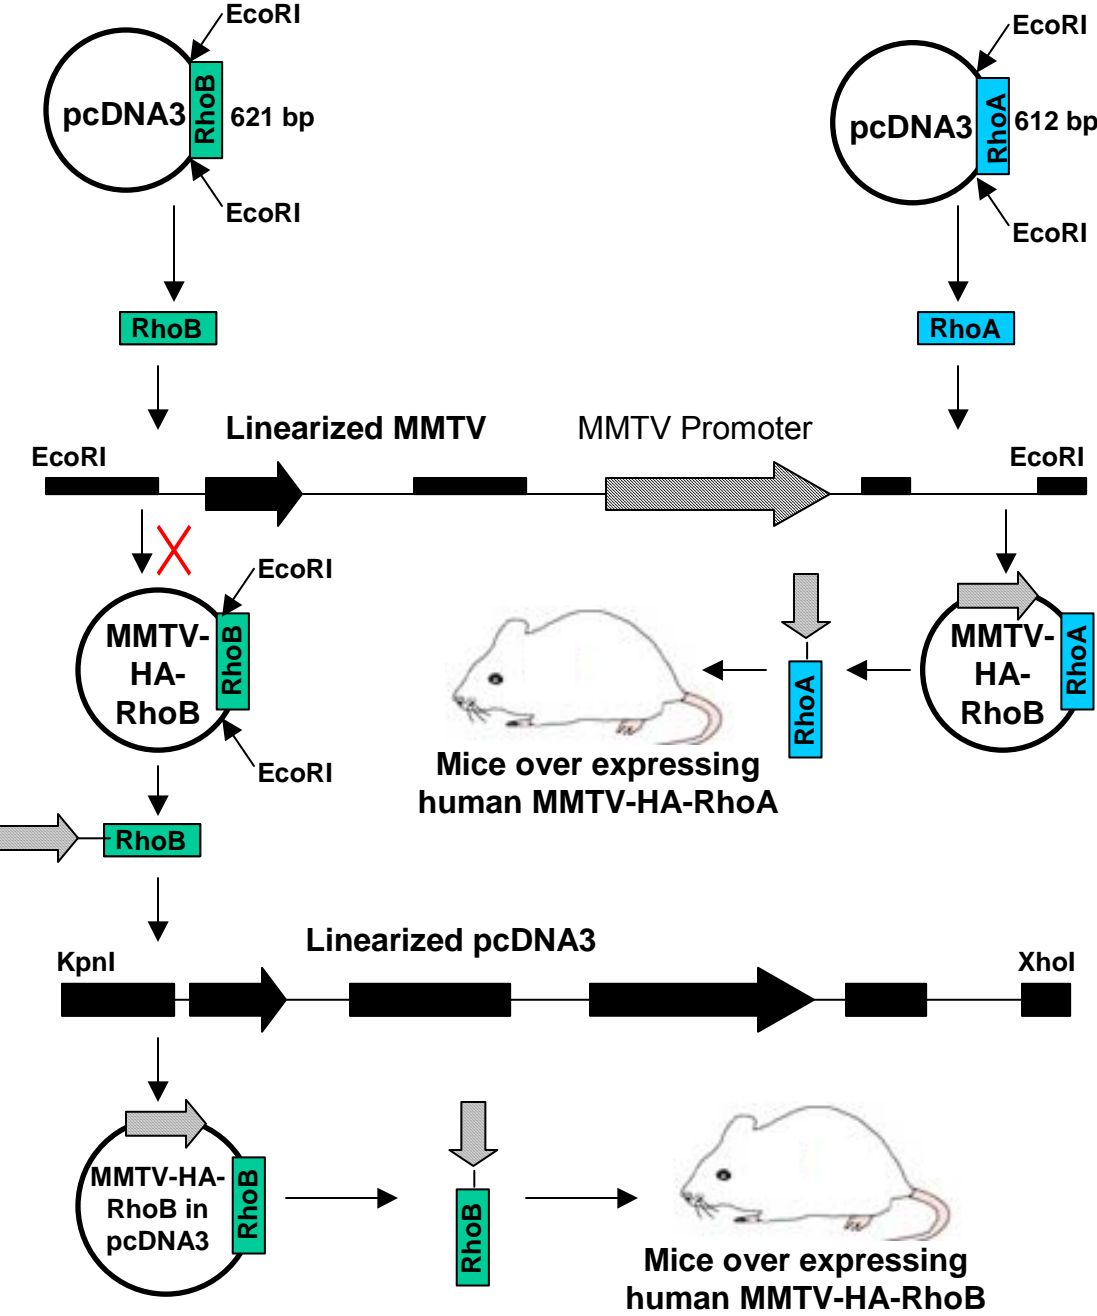 EcoRI
EcoRI
pcDNA3
RhoB
621 bp
pcDNA3
RhoA
612 bp
EcoRI
EcoRI
RhoB
RhoA
Linearized MMTV
MMTV Promoter
EcoRI
EcoRI
EcoRI
MMTV-
HA-
RhoB
RhoB
EcoRI
RhoA
MMTV-
HA-
RhoB
RhoA
Mice over expressing
human MMTV-HA-RhoA
RhoB
Linearized pcDNA3
KpnI
XhoI
MMTV-HA-
RhoB in
pcDNA3
RhoB
RhoB
Mice over expressing
human MMTV-HA-RhoB